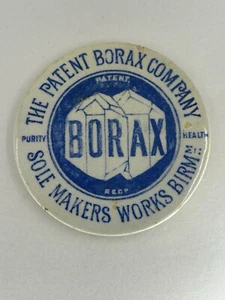 THE PATENT BORAX COMPANY
PATENT
PURITY
BORAX
HEALTH
REGD
SOLE MAKERS WORKS BIRMM